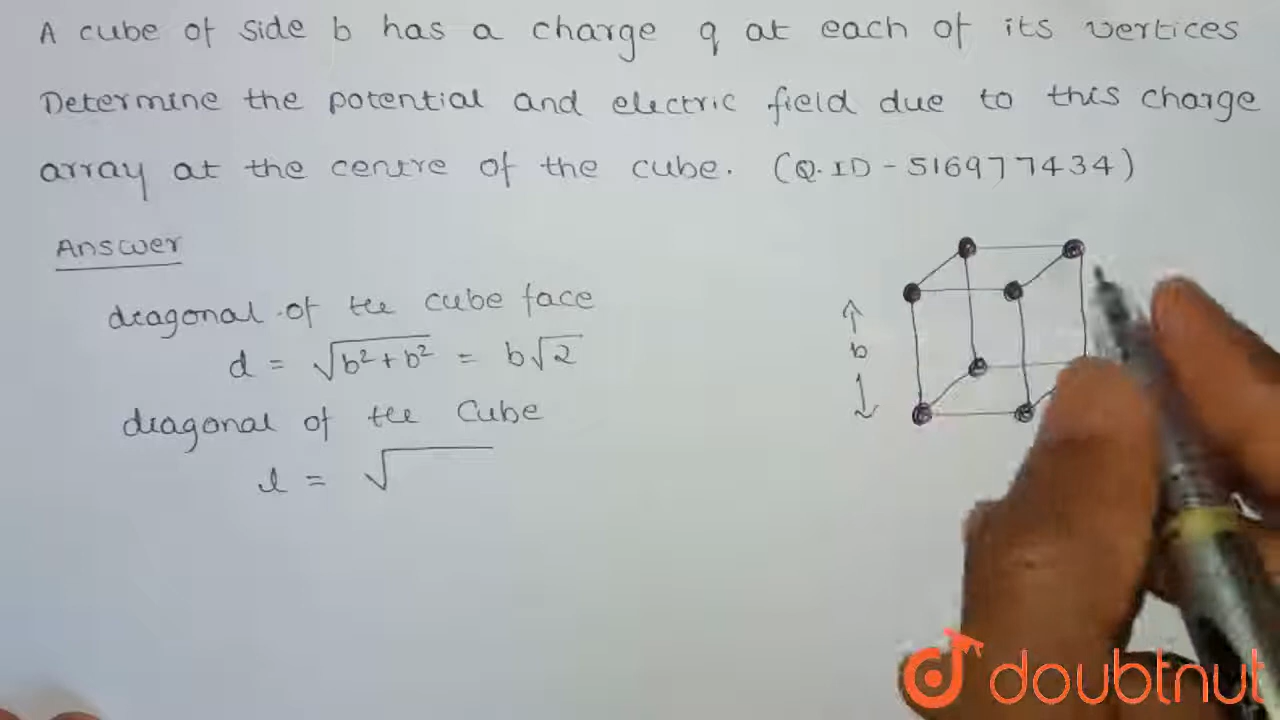 A cube of side b has a charge q at each of its vertices
Determine the potential and electric field due to this charge
array at the centre of the cube. (Q.ID - 516977434)
Answer
diagonal of the cube face
d = √b²+b² = b√2
diagonal of the cube
l = √
b
doubtnut